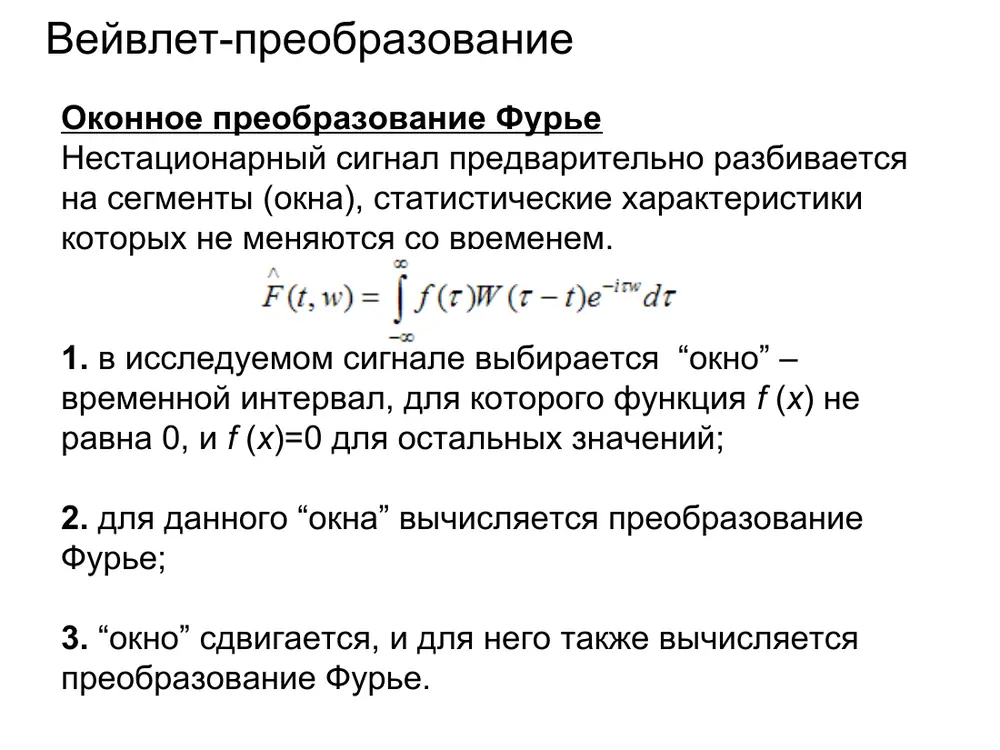 Вейвлет-преобразование
Оконное преобразование Фурье
Нестационарный сигнал предварительно разбивается
на сегменты (окна), статистические характеристики
которых не меняются со временем.
F̂(t, w) = ∫_{-∞}^{∞} f(τ)W(τ − t)e^{−iτw}dτ
1. в исследуемом сигнале выбирается “окно” –
временной интервал, для которого функция f (x) не
равна 0, и f (x)=0 для остальных значений;
2. для данного “окна” вычисляется преобразование
Фурье;
3. “окно” сдвигается, и для него также вычисляется
преобразование Фурье.